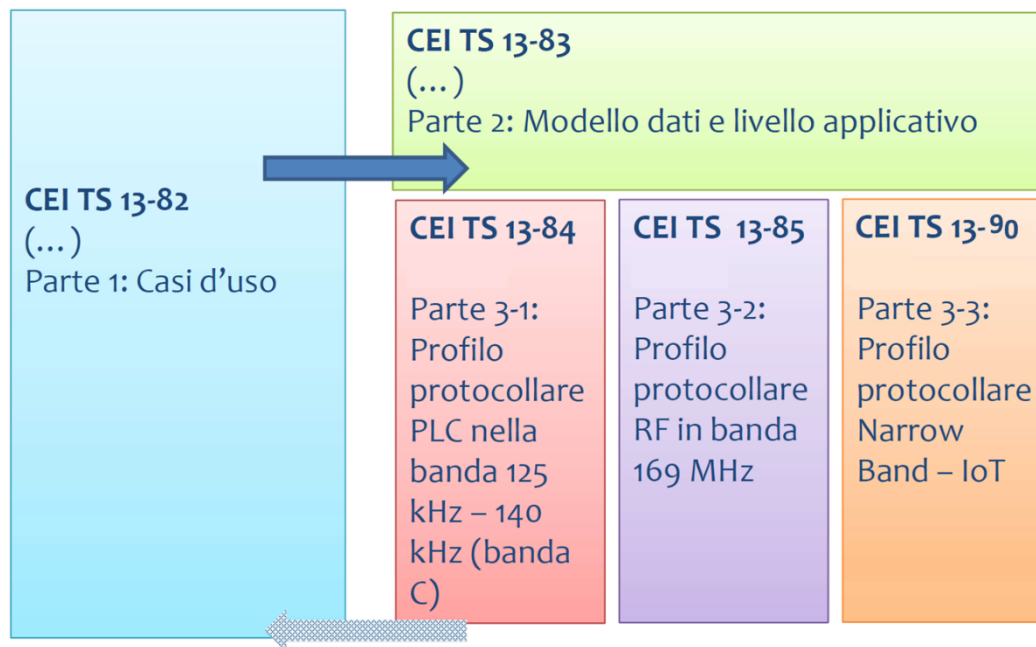 CEI TS 13-82
(...)
Parte 1: Casi d’uso
CEI TS 13-83
(...)
Parte 2: Modello dati e livello applicativo
CEI TS 13-84
Parte 3-1:
Profilo
protocollare
PLC nella
banda 125
kHz – 140
kHz (banda
C)
CEI TS 13-85
Parte 3-2:
Profilo
protocollare
RF in banda
169 MHz
CEI TS 13-90
Parte 3-3:
Profilo
protocollare
Narrow
Band – IoT